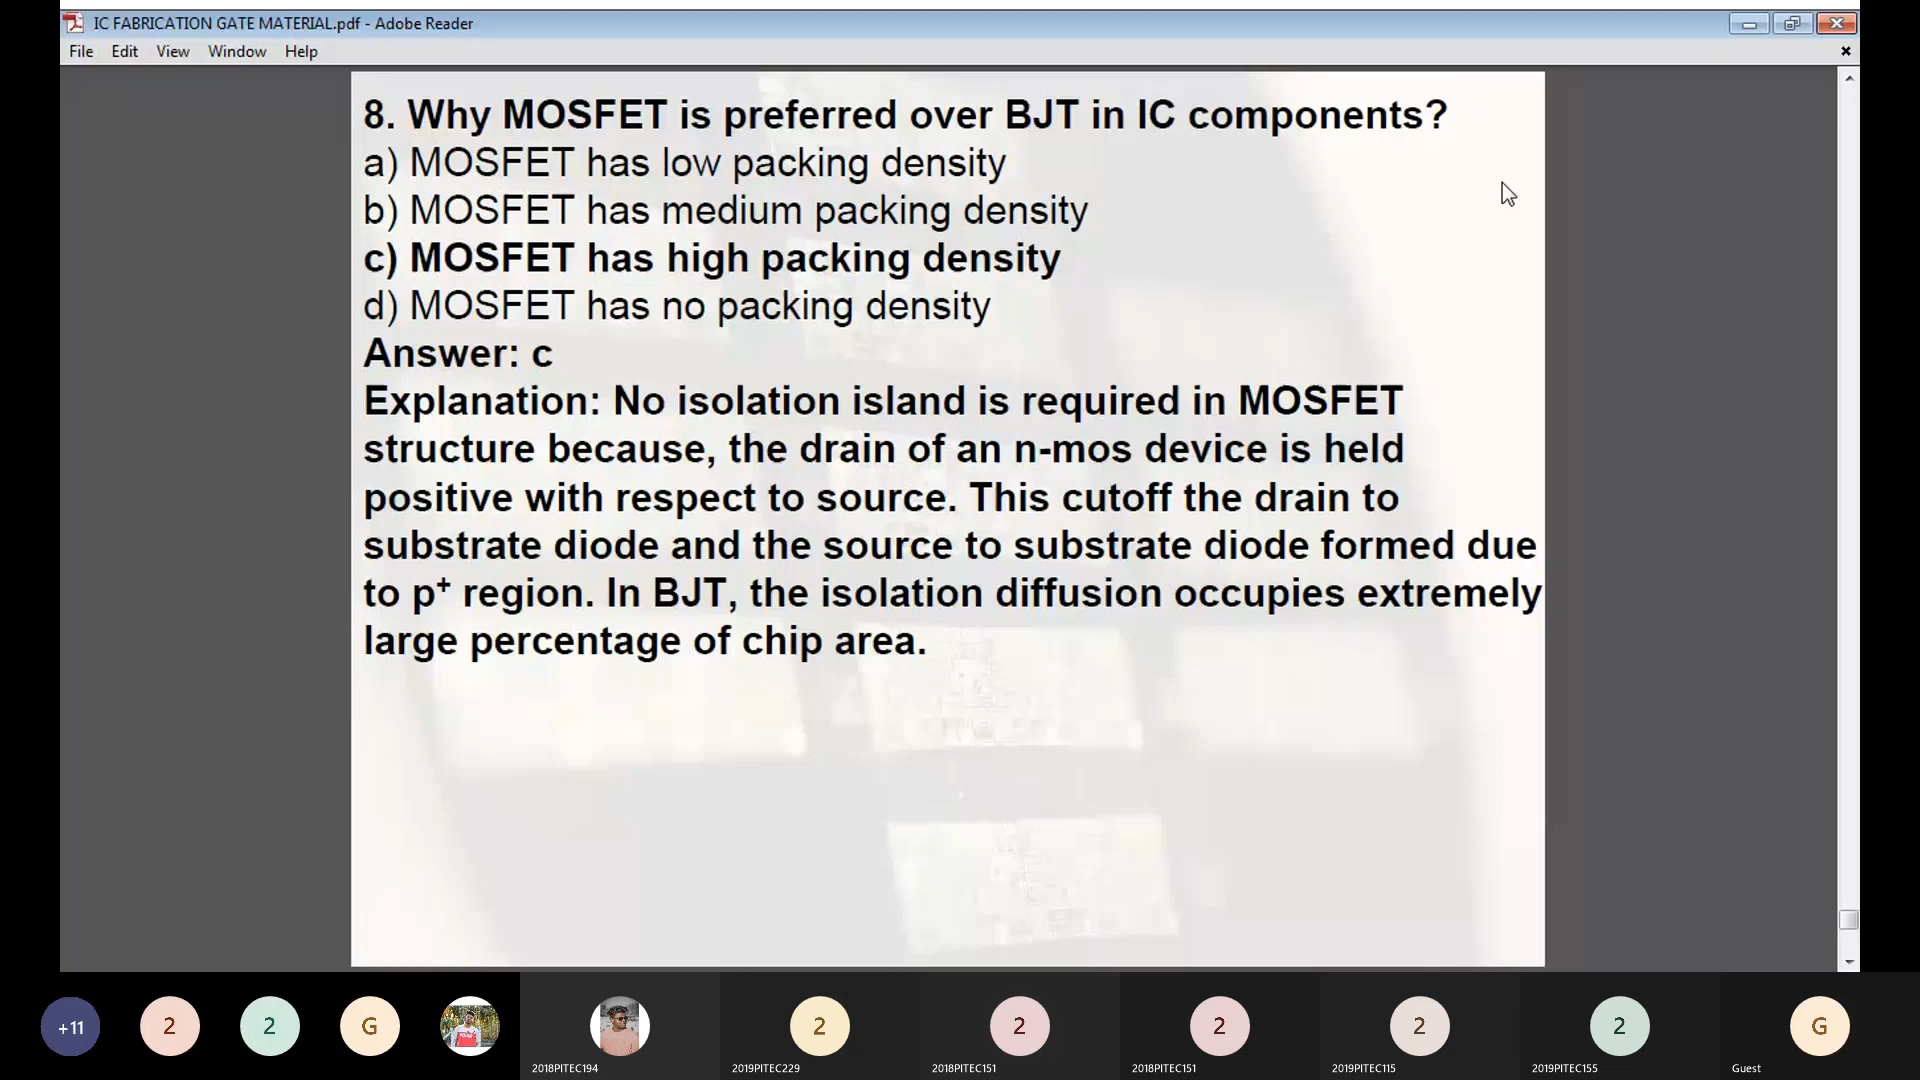 IC FABRICATION GATE MATERIAL.pdf - Adobe Reader
File Edit View Window Help
8. Why MOSFET is preferred over BJT in IC components?
a) MOSFET has low packing density
b) MOSFET has medium packing density
c) MOSFET has high packing density
d) MOSFET has no packing density
Answer: c
Explanation: No isolation island is required in MOSFET
structure because, the drain of an n-mos device is held
positive with respect to source. This cutoff the drain to
substrate diode and the source to substrate diode formed due
to p⁺ region. In BJT, the isolation diffusion occupies extremely
large percentage of chip area.
+11 2 2 G 2 2 2 2 2 G
2018PITEC194 2019PITEC229 2018PITEC151 2018PITEC151 2019PITEC115 2019PITEC155 Guest